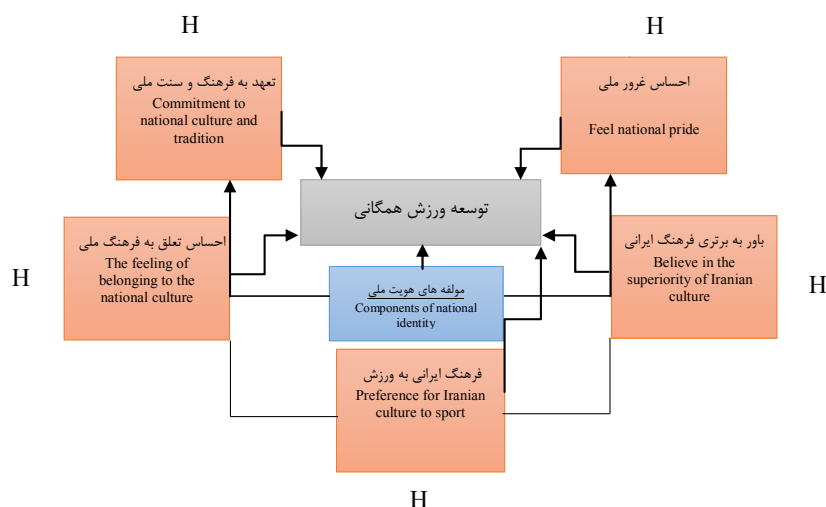 H
H
تعهد به فرهنگ و سنت ملی
Commitment to
national culture and
tradition
احساس غرور ملی
Feel national pride
توسعه ورزش همگانی
احساس تعلق به فرهنگ ملی
The feeling of
belonging to the
national culture
باور به برتری فرهنگ ایرانی
Believe in the
superiority of Iranian
culture
H
H
مولفه های هویت ملی
Components of national
identity
فرهنگ ایرانی به ورزش
Preference for Iranian
culture to sport
H